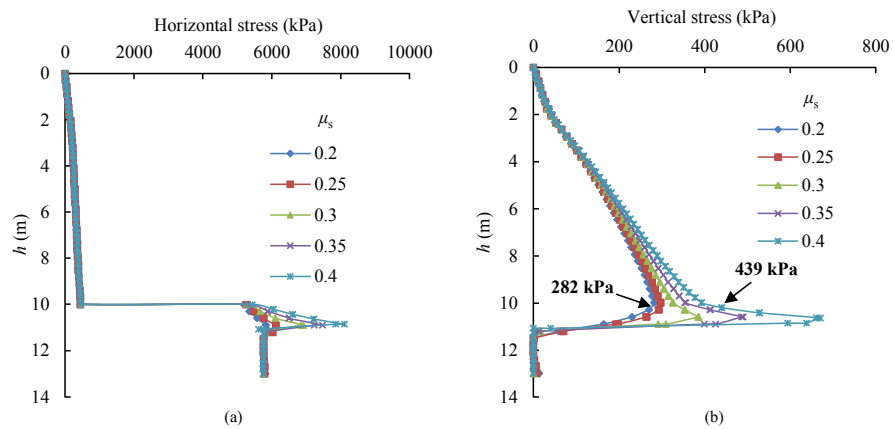 Horizontal stress (kPa)
0 2000 4000 6000 8000 10000
0
2
4
6
8
10
12
14
h (m)
μs
0.2
0.25
0.3
0.35
0.4
(a)
Vertical stress (kPa)
0 200 400 600 800
0
2
4
6
8
10
12
14
h (m)
μs
0.2
0.25
0.3
0.35
0.4
282 kPa
439 kPa
(b)